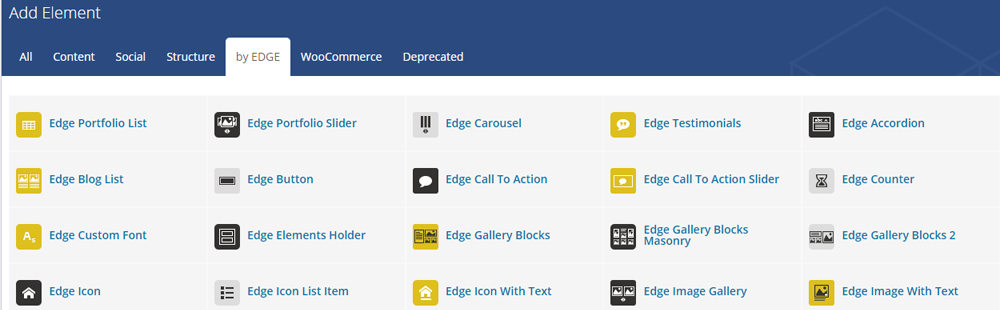 Add Element
All Content Social Structure by EDGE WooCommerce Deprecated
Edge Portfolio List Edge Portfolio Slider Edge Carousel Edge Testimonials Edge Accordion
Edge Blog List Edge Button Edge Call To Action Edge Call To Action Slider Edge Counter
Edge Custom Font Edge Elements Holder Edge Gallery Blocks Edge Gallery Blocks Masonry Edge Gallery Blocks 2
Edge Icon Edge Icon List Item Edge Icon With Text Edge Image Gallery Edge Image With Text